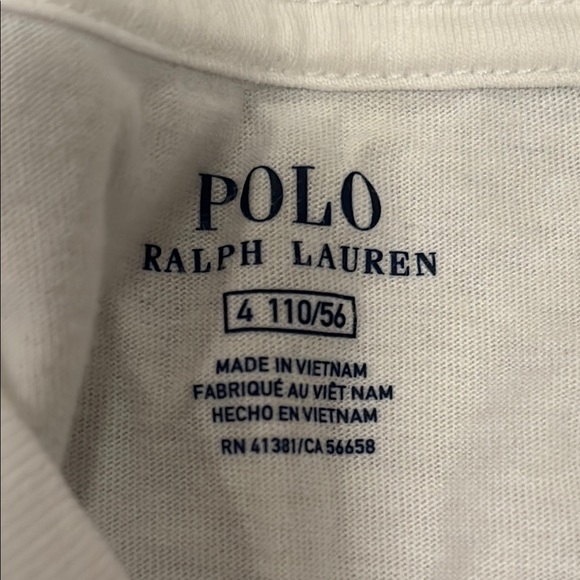 POLO
RALPH LAUREN
4 110/56
MADE IN VIETNAM
FABRIQUÉ AU VIÊT NAM
HECHO EN VIETNAM
RN 41381/CA 56658